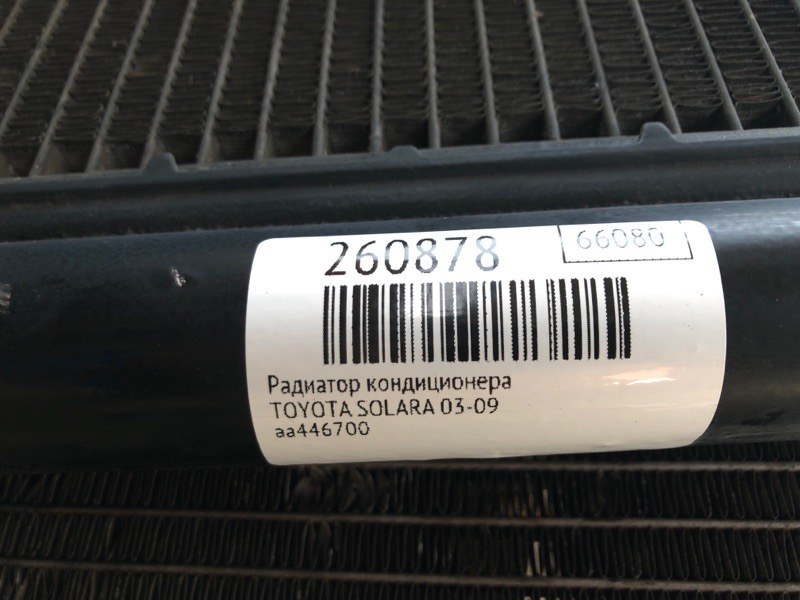 260878
66080
Радиатор кондиционера
TOYOTA SOLARA 03-09
aa446700